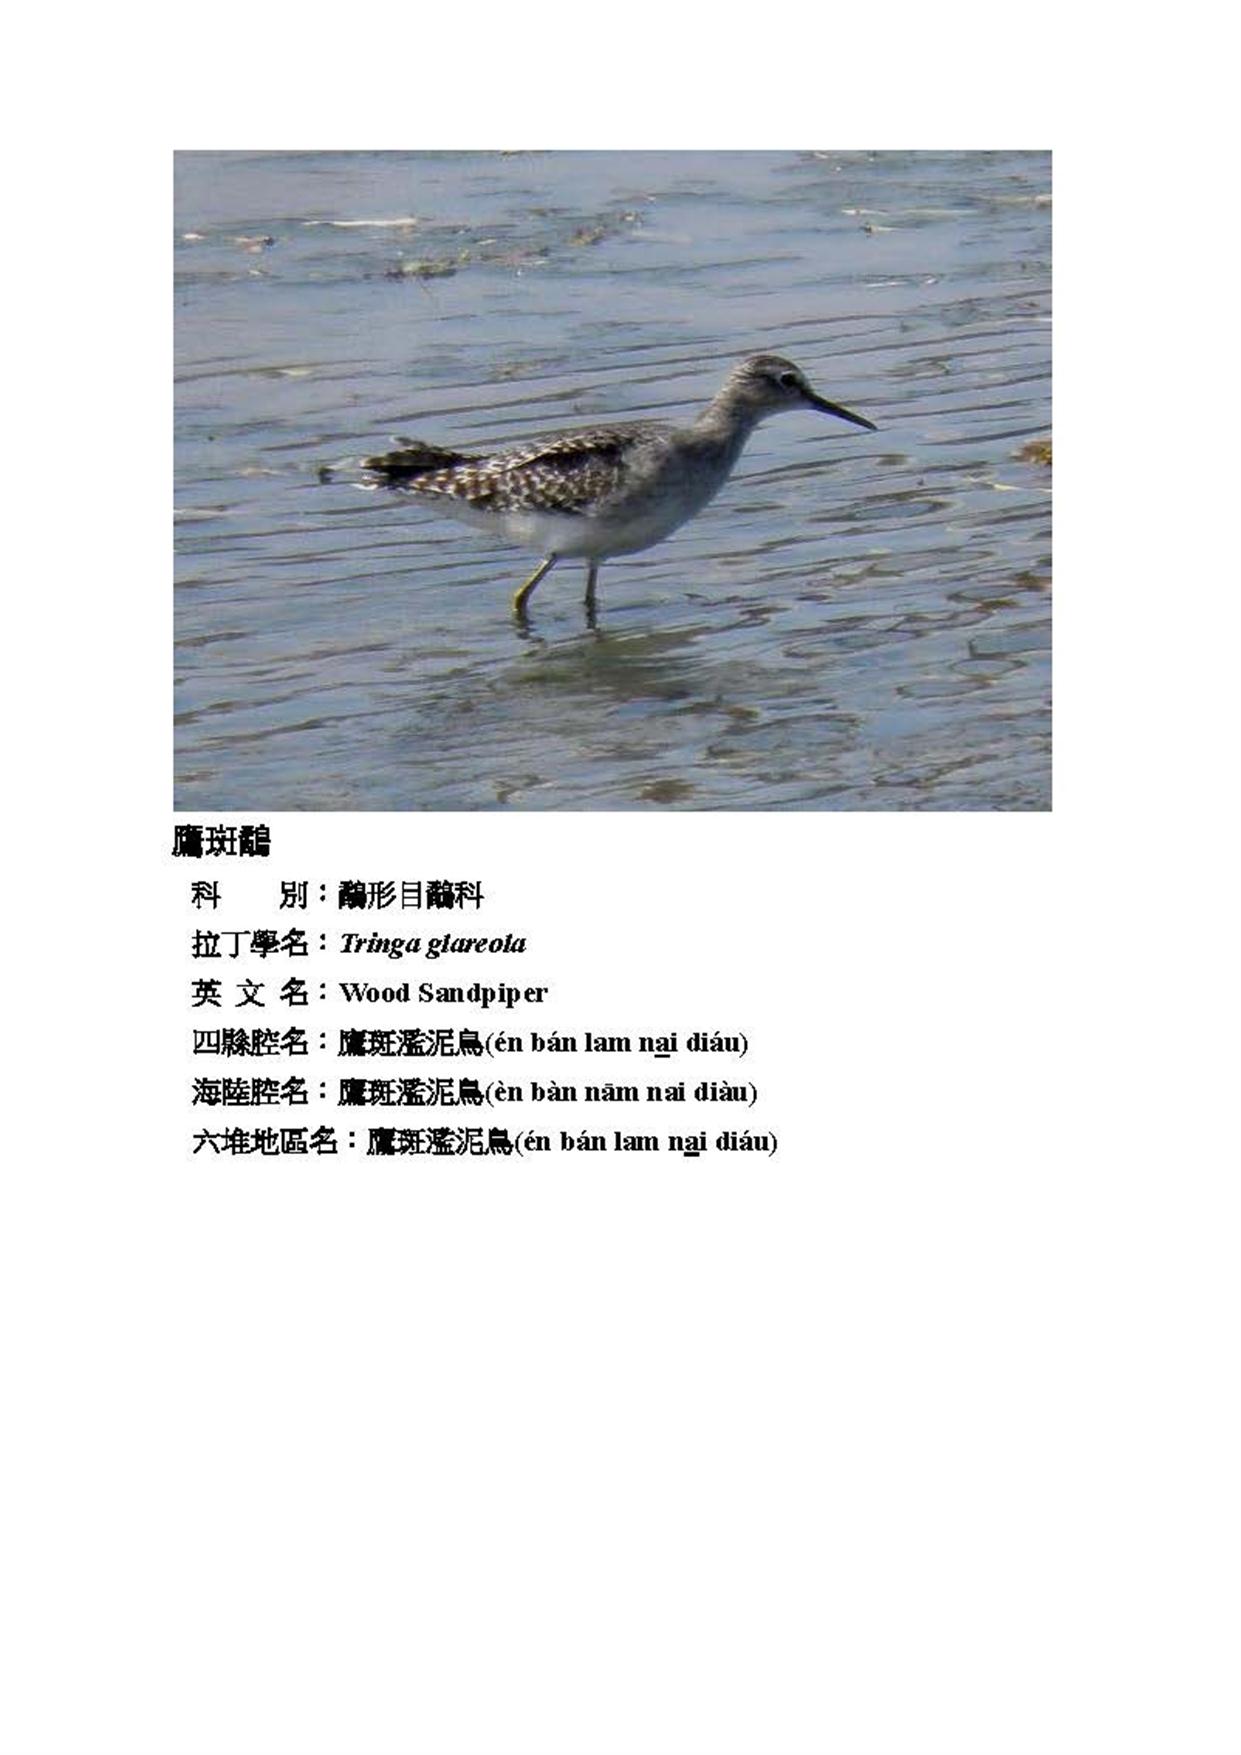 鷹斑鷸
科　　別：鷸形目鷸科
拉丁學名：Tringa glareola
英 文 名：Wood Sandpiper
四縣腔名：鷹斑濫泥鳥(én bán lam na̲i diáu)
海陸腔名：鷹斑濫泥鳥(èn bàn nām nai diàu)
六堆地區名：鷹斑濫泥鳥(én bán lam na̲i diáu)